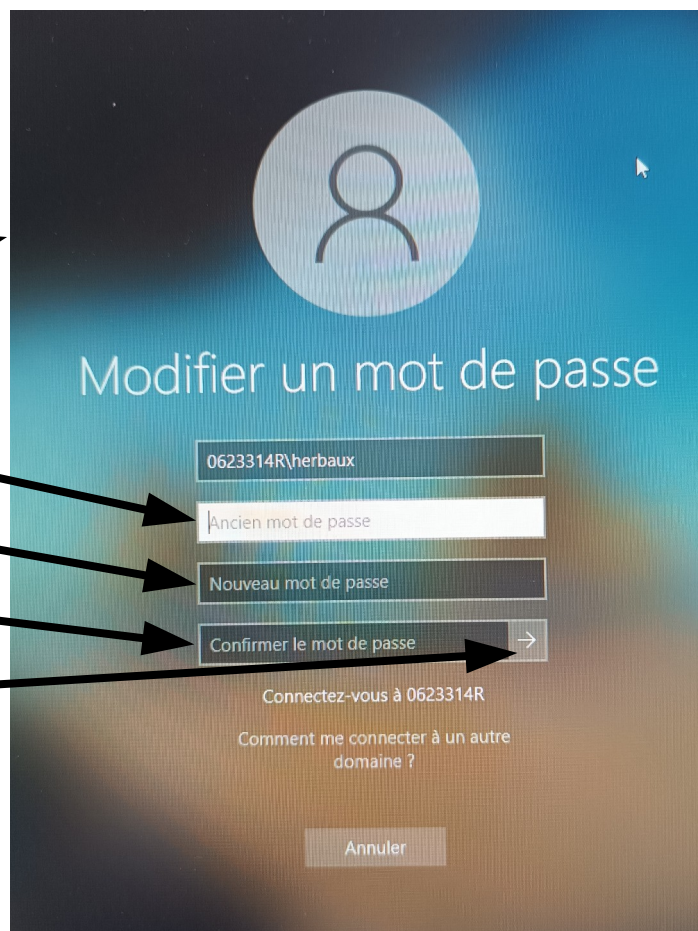 Modifier un mot de passe
0623314R\herbaux
Ancien mot de passe
Nouveau mot de passe
Confirmer le mot de passe
Connectez-vous à 0623314R
Comment me connecter à un autre
domaine ?
Annuler